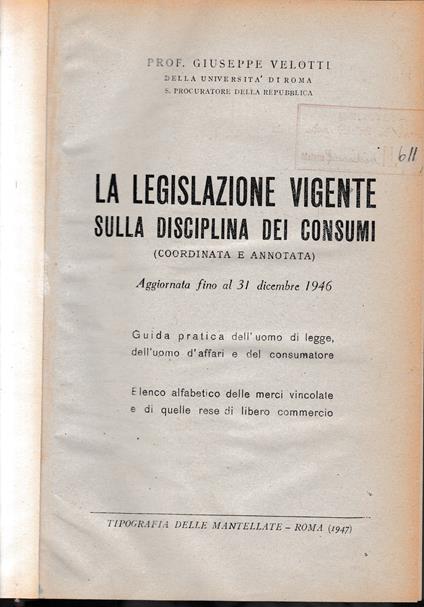 PROF. GIUSEPPE VELOTTI
DELLA UNIVERSITA' DI ROMA
S. PROCURATORE DELLA REPUBBLICA
611
LA LEGISLAZIONE VIGENTE
SULLA DISCIPLINA DEI CONSUMI
(COORDINATA E ANNOTATA)
Aggiornata fino al 31 dicembre 1946
Guida pratica dell'uomo di legge,
dell'uomo d'affari e del consumatore
Elenco alfabetico delle merci vincolate
e di quelle rese di libero commercio
TIPOGRAFIA DELLE MANTELLATE - ROMA (1947)